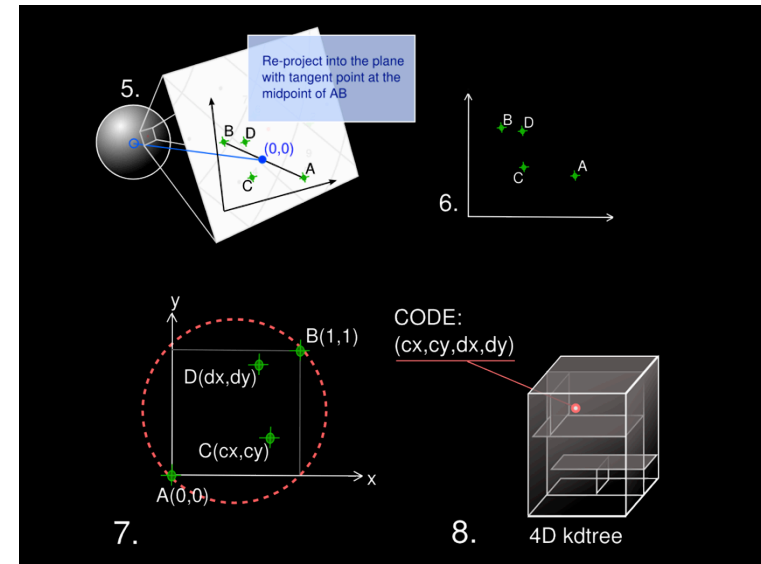 5.
Re-project into the plane
with tangent point at the
midpoint of AB
B
D
(0,0)
A
C
6.
B
D
C
A
7.
y
B(1,1)
D(dx,dy)
C(cx,cy)
A(0,0)
x
8.
CODE:
(cx,cy,dx,dy)
4D kdtree